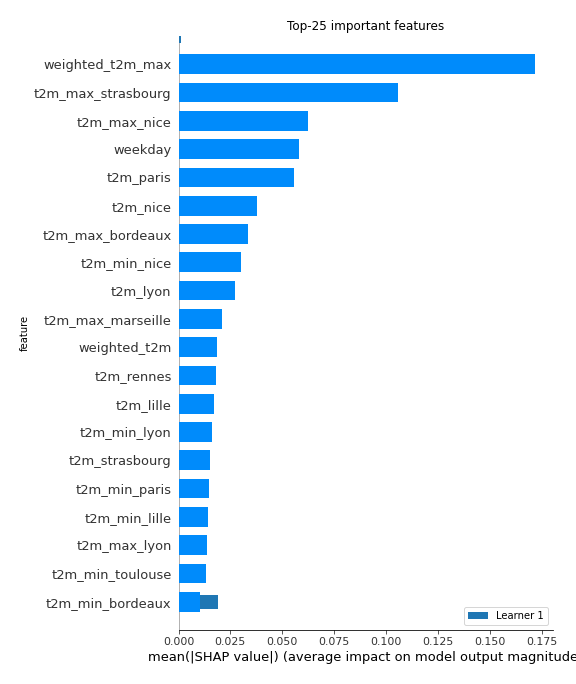 Top-25 important features
weighted_t2m_max
t2m_max_strasbourg
t2m_max_nice
weekday
t2m_paris
t2m_nice
t2m_max_bordeaux
t2m_min_nice
t2m_lyon
t2m_max_marseille
weighted_t2m
t2m_rennes
t2m_lille
t2m_min_lyon
t2m_strasbourg
t2m_min_paris
t2m_min_lille
t2m_max_lyon
t2m_min_toulouse
t2m_min_bordeaux
feature
Learner 1
0.000 0.025 0.050 0.075 0.100 0.125 0.150 0.175
mean(|SHAP value|) (average impact on model output magnitude